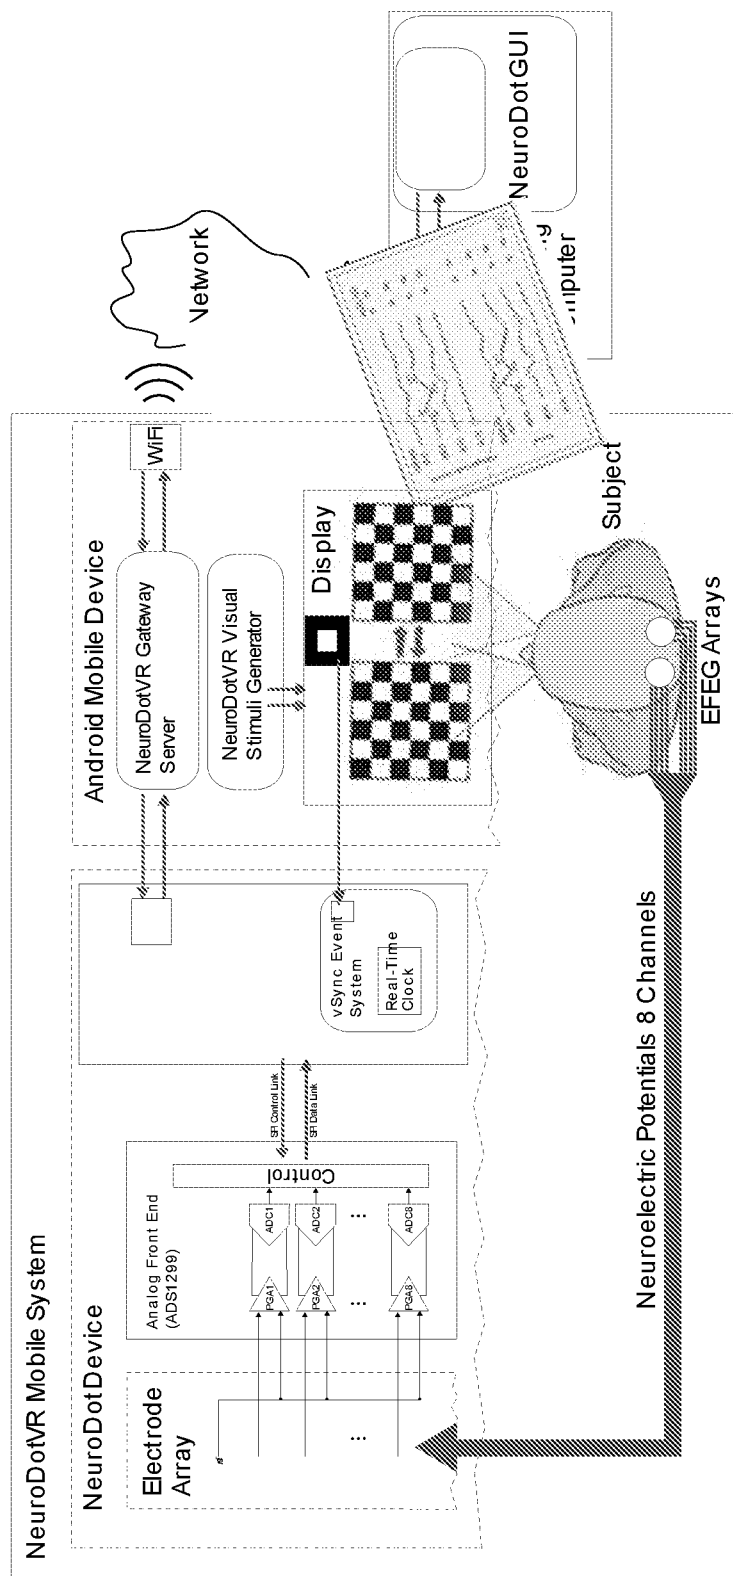 NeuroDotVR Mobile System
NeuroDotDevice
Electrode
Array
...
Analog Front End
(ADS1299)
PGA1
PGA2
...
PGA8
ADC1
ADC2
...
ADC8
Control
SPI Control Link
SPI Data Link
vSync Event
System
Real-Time
Clock
Android Mobile Device
NeuroDotVR Gateway
Server
NeuroDotVR Visual
Stimuli Generator
WiFi
Display
Network
NeuroDotGUI
Subject
EFEG Arrays
Neuroelectric Potentials 8 Channels